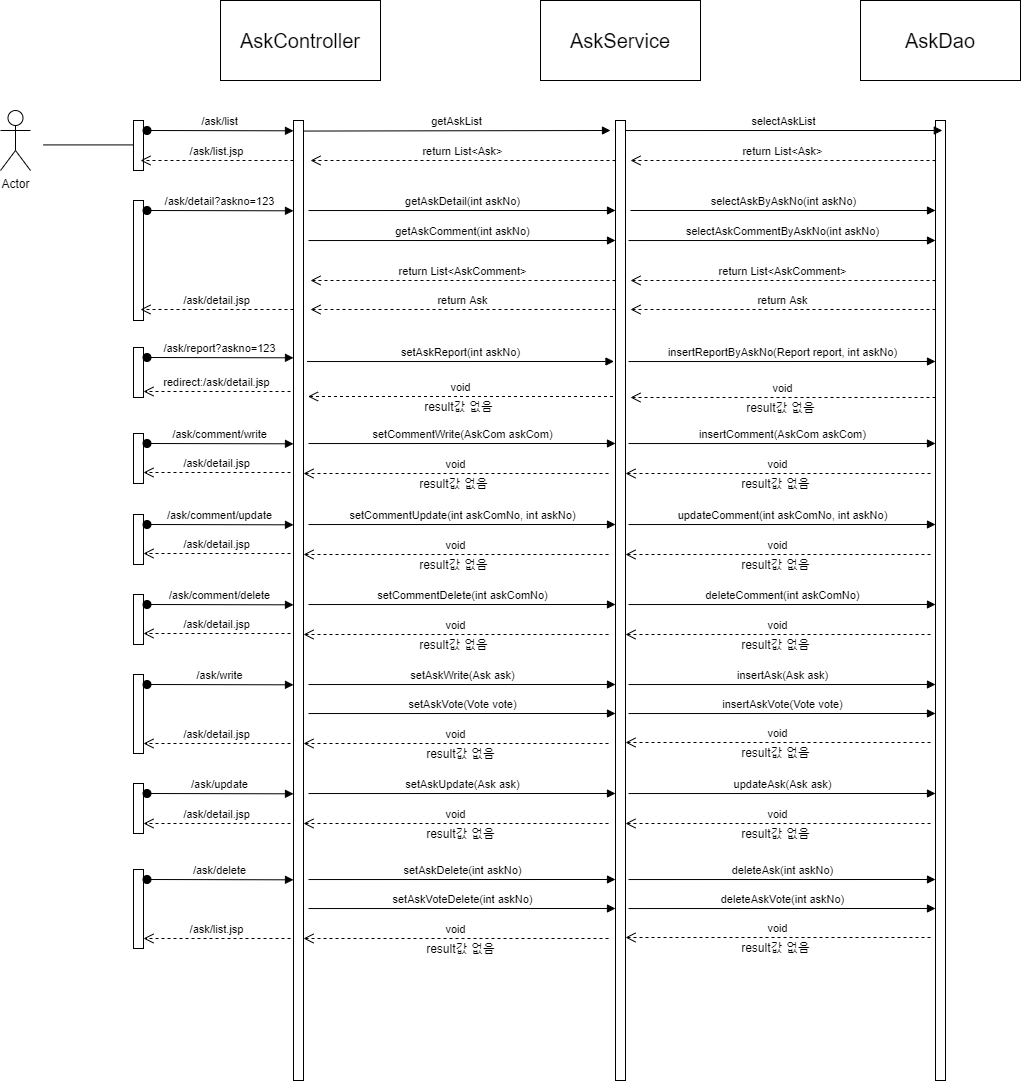 AskController
AskService
AskDao
Actor
/ask/list
getAskList
selectAskList
/ask/list.jsp
return List<Ask>
return List<Ask>
/ask/detail?askno=123
getAskDetail(int askNo)
selectAskByAskNo(int askNo)
getAskComment(int askNo)
selectAskCommentByAskNo(int askNo)
return List<AskComment>
return List<AskComment>
/ask/detail.jsp
return Ask
return Ask
/ask/report?askno=123
setAskReport(int askNo)
insertReportByAskNo(Report report, int askNo)
redirect:/ask/detail.jsp
void
void
result값 없음
result값 없음
/ask/comment/write
setCommentWrite(AskCom askCom)
insertComment(AskCom askCom)
/ask/detail.jsp
void
void
result값 없음
result값 없음
/ask/comment/update
setCommentUpdate(int askComNo, int askNo)
updateComment(int askComNo, int askNo)
/ask/detail.jsp
void
void
result값 없음
result값 없음
/ask/comment/delete
setCommentDelete(int askComNo)
deleteComment(int askComNo)
/ask/detail.jsp
void
void
result값 없음
result값 없음
/ask/write
setAskWrite(Ask ask)
insertAsk(Ask ask)
setAskVote(Vote vote)
insertAskVote(Vote vote)
/ask/detail.jsp
void
void
result값 없음
result값 없음
/ask/update
setAskUpdate(Ask ask)
updateAsk(Ask ask)
/ask/detail.jsp
void
void
result값 없음
result값 없음
/ask/delete
setAskDelete(int askNo)
deleteAsk(int askNo)
setAskVoteDelete(int askNo)
deleteAskVote(int askNo)
/ask/list.jsp
void
void
result값 없음
result값 없음